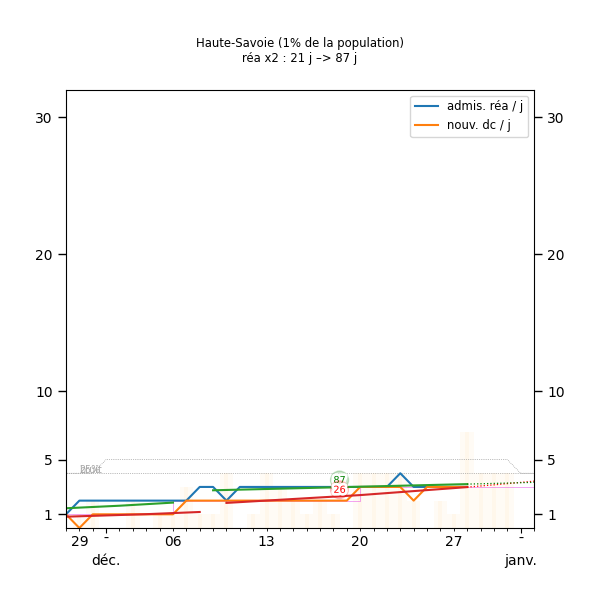 Haute-Savoie (1% de la population)
réa x2 : 21 j –> 87 j
admis. réa / j
nouv. dc / j
30 30
20 20
10 10
5 5
1 1
87
26
29 - 06 13 20 27 -
déc. janv.